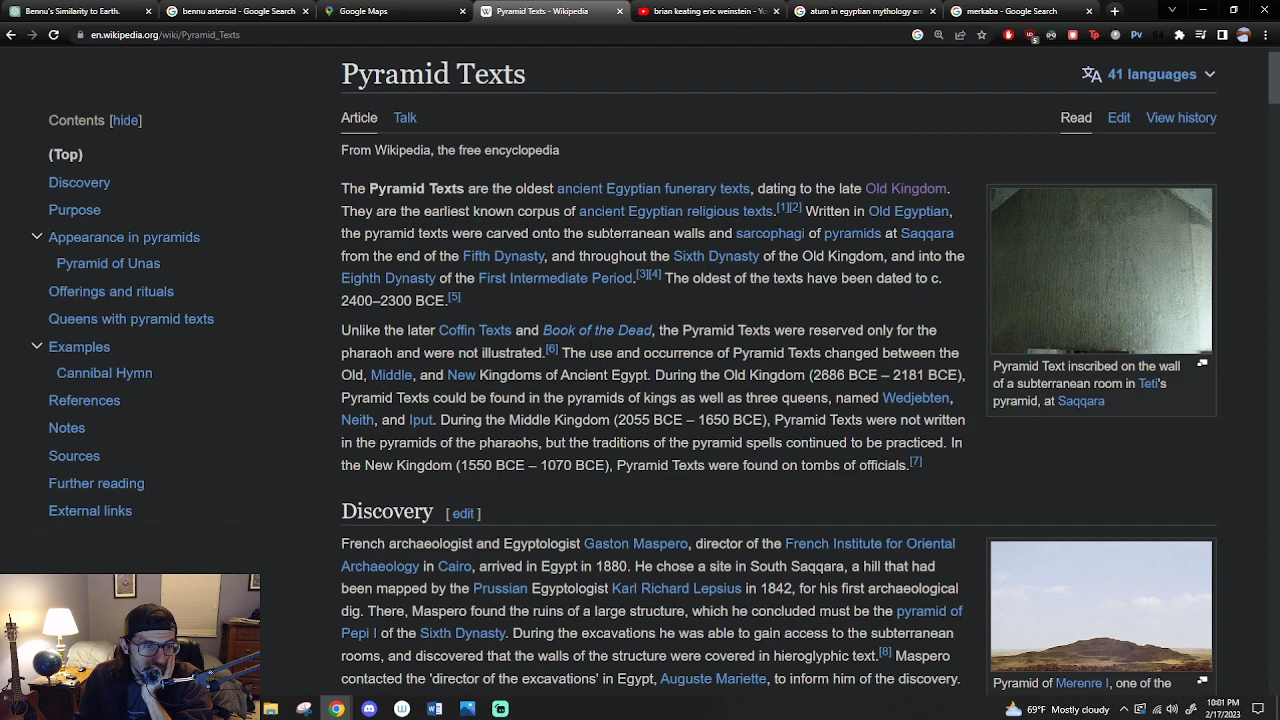 Bennu's Similarity to Earth.
bennu asteroid - Google Search
Google Maps
Pyramid Texts - Wikipedia
brian keating eric weinstein - Yo
atum in egyptian mythology an
merkaba - Google Search
en.wikipedia.org/wiki/Pyramid_Texts
Pyramid Texts
41 languages
Contents [hide]
Article Talk
Read Edit View history
(Top)
From Wikipedia, the free encyclopedia
Discovery
Purpose
Appearance in pyramids
Pyramid of Unas
Offerings and rituals
Queens with pyramid texts
Examples
Cannibal Hymn
References
Notes
Sources
Further reading
External links
The Pyramid Texts are the oldest ancient Egyptian funerary texts, dating to the late Old Kingdom.
They are the earliest known corpus of ancient Egyptian religious texts.[1][2] Written in Old Egyptian,
the pyramid texts were carved onto the subterranean walls and sarcophagi of pyramids at Saqqara
from the end of the Fifth Dynasty, and throughout the Sixth Dynasty of the Old Kingdom, and into the
Eighth Dynasty of the First Intermediate Period.[3][4] The oldest of the texts have been dated to c.
2400–2300 BCE.[5]
Unlike the later Coffin Texts and Book of the Dead, the Pyramid Texts were reserved only for the
pharaoh and were not illustrated.[6] The use and occurrence of Pyramid Texts changed between the
Old, Middle, and New Kingdoms of Ancient Egypt. During the Old Kingdom (2686 BCE – 2181 BCE),
Pyramid Texts could be found in the pyramids of kings as well as three queens, named Wedjebten,
Neith, and Iput. During the Middle Kingdom (2055 BCE – 1650 BCE), Pyramid Texts were not written
in the pyramids of the pharaohs, but the traditions of the pyramid spells continued to be practiced. In
the New Kingdom (1550 BCE – 1070 BCE), Pyramid Texts were found on tombs of officials.[7]
Pyramid Text inscribed on the wall
of a subterranean room in Teti's
pyramid, at Saqqara
Discovery [ edit ]
French archaeologist and Egyptologist Gaston Maspero, director of the French Institute for Oriental
Archaeology in Cairo, arrived in Egypt in 1880. He chose a site in South Saqqara, a hill that had
been mapped by the Prussian Egyptologist Karl Richard Lepsius in 1842, for his first archaeological
dig. There, Maspero found the ruins of a large structure, which he concluded must be the pyramid of
Pepi I of the Sixth Dynasty. During the excavations he was able to gain access to the subterranean
rooms, and discovered that the walls of the structure were covered in hieroglyphic text.[8] Maspero
contacted the 'director of the excavations' in Egypt, Auguste Mariette, to inform him of the discovery.
Pyramid of Merenre I, one of the
69°F Mostly cloudy
10:01 PM
2/17/2023